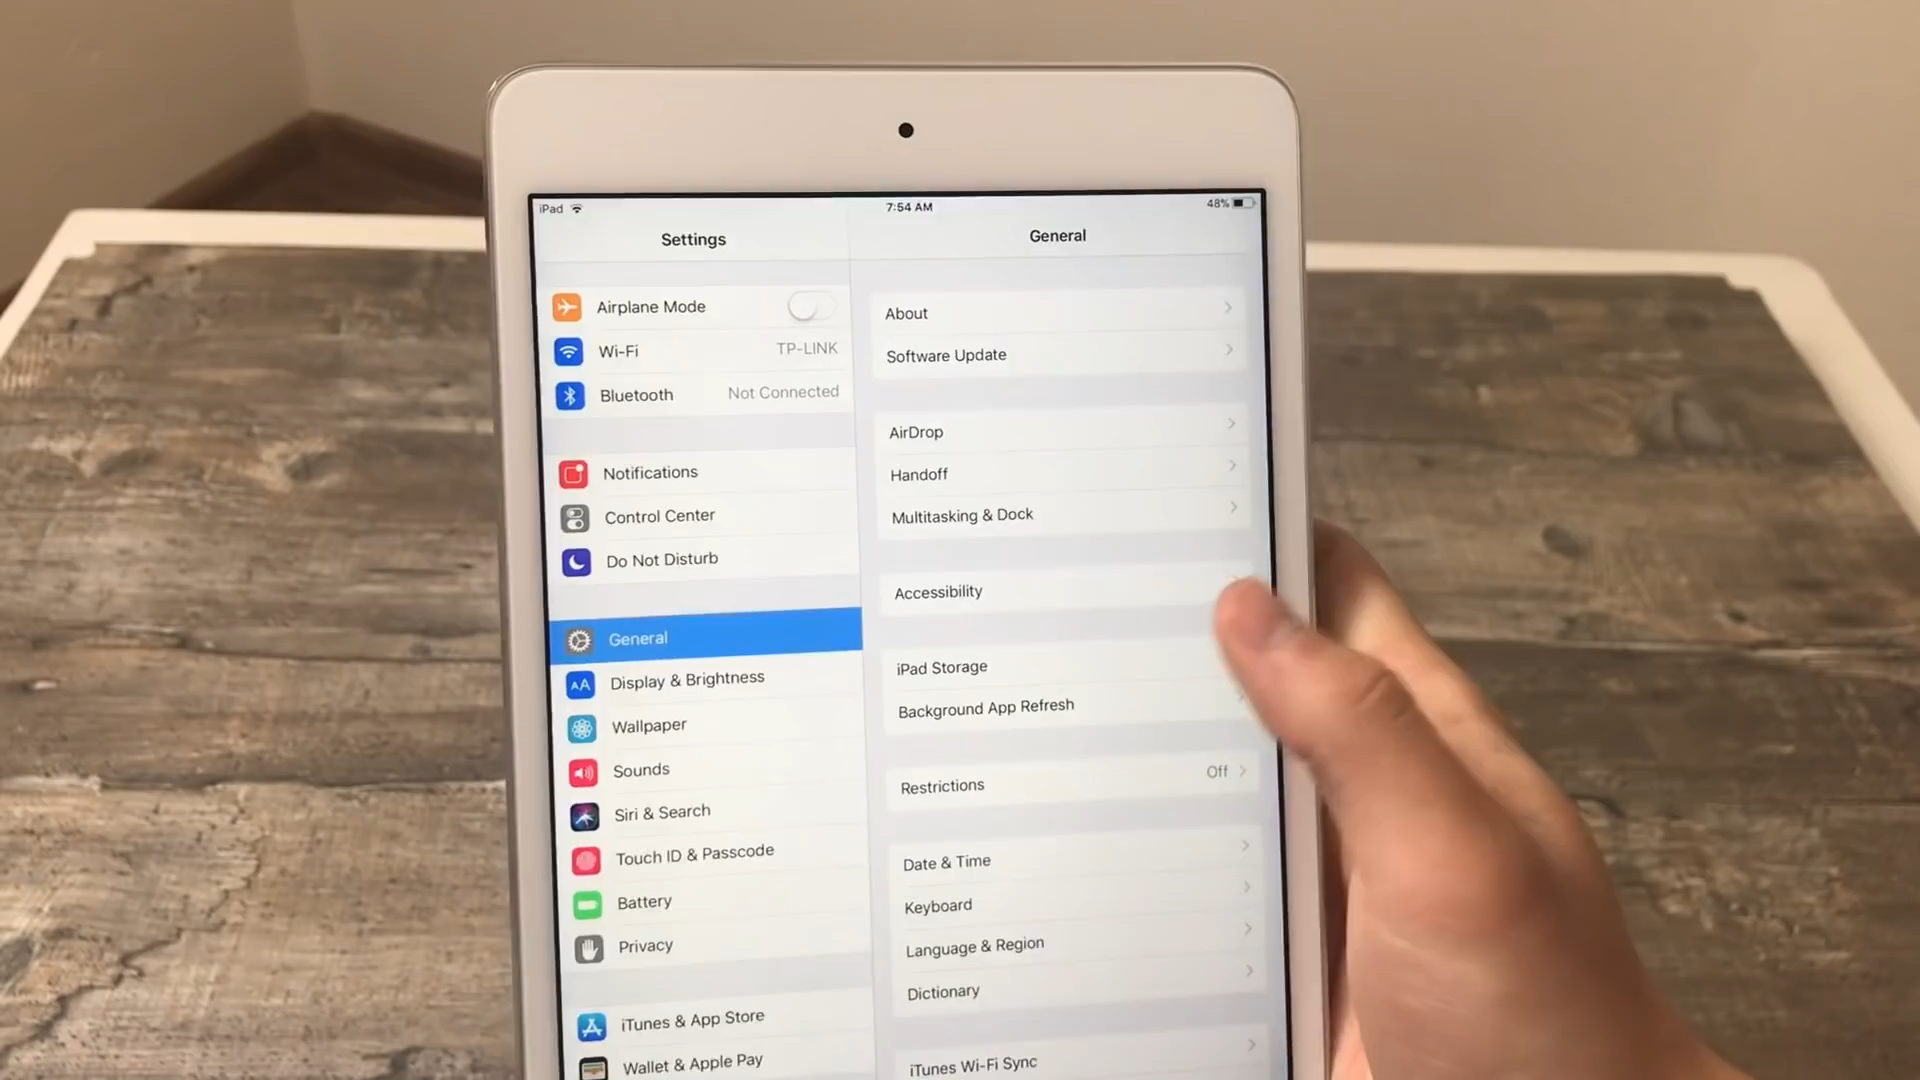 iPad
7:54 AM
48%
Settings
General
Airplane Mode
Wi-Fi TP-LINK
Bluetooth Not Connected
Notifications
Control Center
Do Not Disturb
General
AA Display & Brightness
Wallpaper
Sounds
Siri & Search
Touch ID & Passcode
Battery
Privacy
iTunes & App Store
Wallet & Apple Pay
About
Software Update
AirDrop
Handoff
Multitasking & Dock
Accessibility
iPad Storage
Background App Refresh
Restrictions Off
Date & Time
Keyboard
Language & Region
Dictionary
iTunes Wi-Fi Sync